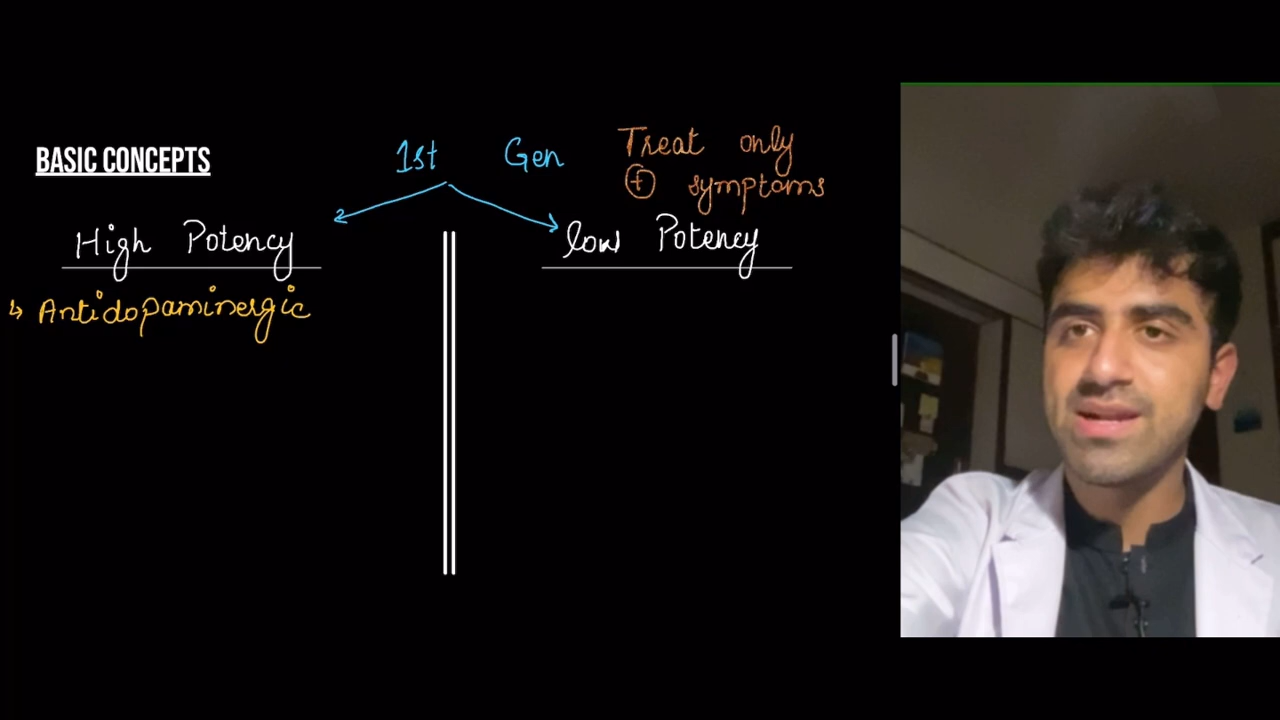 BASIC CONCEPTS
1st Gen
Treat only
⊕ symptoms
High Potency
low Potency
↳ Antidopaminergic